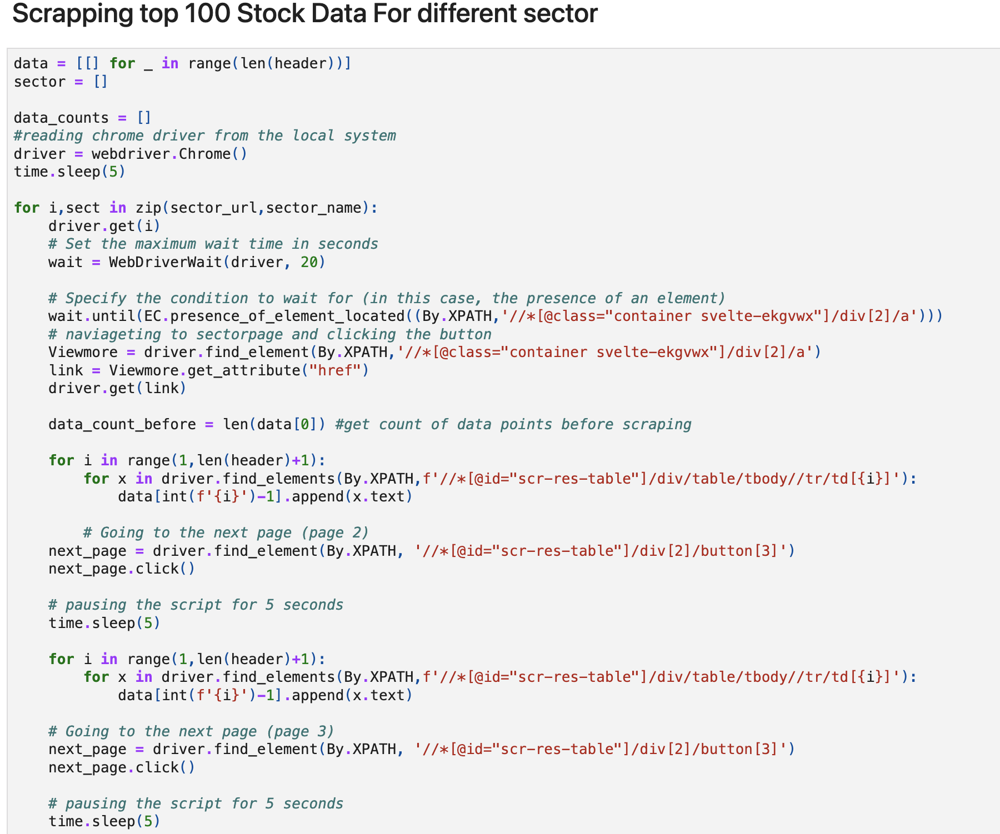 Scrapping top 100 Stock Data For different sector
data = [[] for _ in range(len(header))]
sector = []
data_counts = []
#reading chrome driver from the local system
driver = webdriver.Chrome()
time.sleep(5)
for i,sect in zip(sector_url,sector_name):
    driver.get(i)
    # Set the maximum wait time in seconds
    wait = WebDriverWait(driver, 20)
    # Specify the condition to wait for (in this case, the presence of an element)
    wait.until(EC.presence_of_element_located((By.XPATH,'//*[@class="container svelte-ekgvwx"]/div[2]/a')))
    # naviageting to sectorpage and clicking the button
    Viewmore = driver.find_element(By.XPATH,'//*[@class="container svelte-ekgvwx"]/div[2]/a')
    link = Viewmore.get_attribute("href")
    driver.get(link)
    data_count_before = len(data[0]) #get count of data points before scraping
    for i in range(1,len(header)+1):
        for x in driver.find_elements(By.XPATH,f'//*[@id="scr-res-table"]/div/table/tbody//tr/td[{i}]'):
            data[int(f'{i}')-1].append(x.text)
        # Going to the next page (page 2)
    next_page = driver.find_element(By.XPATH, '//*[@id="scr-res-table"]/div[2]/button[3]')
    next_page.click()
    # pausing the script for 5 seconds
    time.sleep(5)
    for i in range(1,len(header)+1):
        for x in driver.find_elements(By.XPATH,f'//*[@id="scr-res-table"]/div/table/tbody//tr/td[{i}]'):
            data[int(f'{i}')-1].append(x.text)
    # Going to the next page (page 3)
    next_page = driver.find_element(By.XPATH, '//*[@id="scr-res-table"]/div[2]/button[3]')
    next_page.click()
    # pausing the script for 5 seconds
    time.sleep(5)